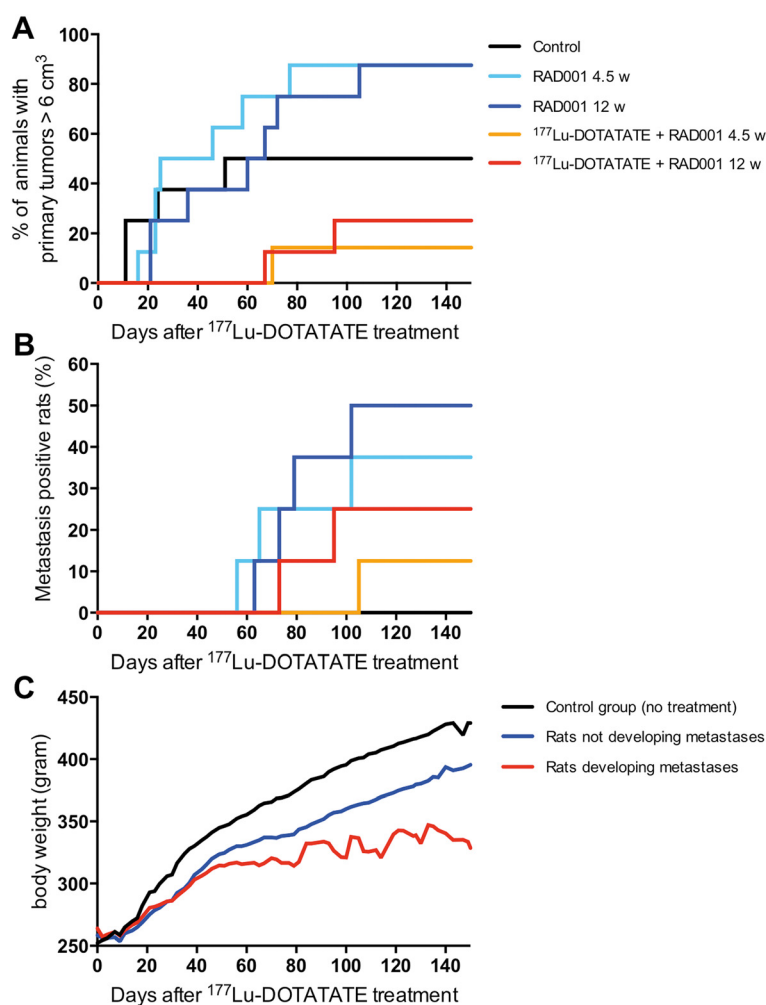 A
% of animals with
primary tumors > 6 cm³
100
80
60
40
20
0
0 20 40 60 80 100 120 140
Days after ¹⁷⁷Lu-DOTATATE treatment
Control
RAD001 4.5 w
RAD001 12 w
¹⁷⁷Lu-DOTATATE + RAD001 4.5 w
¹⁷⁷Lu-DOTATATE + RAD001 12 w
B
Metastasis positive rats (%)
60
50
40
30
20
10
0
0 20 40 60 80 100 120 140
Days after ¹⁷⁷Lu-DOTATATE treatment
C
body weight (gram)
450
400
350
300
250
0 20 40 60 80 100 120 140
Days after ¹⁷⁷Lu-DOTATATE treatment
Control group (no treatment)
Rats not developing metastases
Rats developing metastases